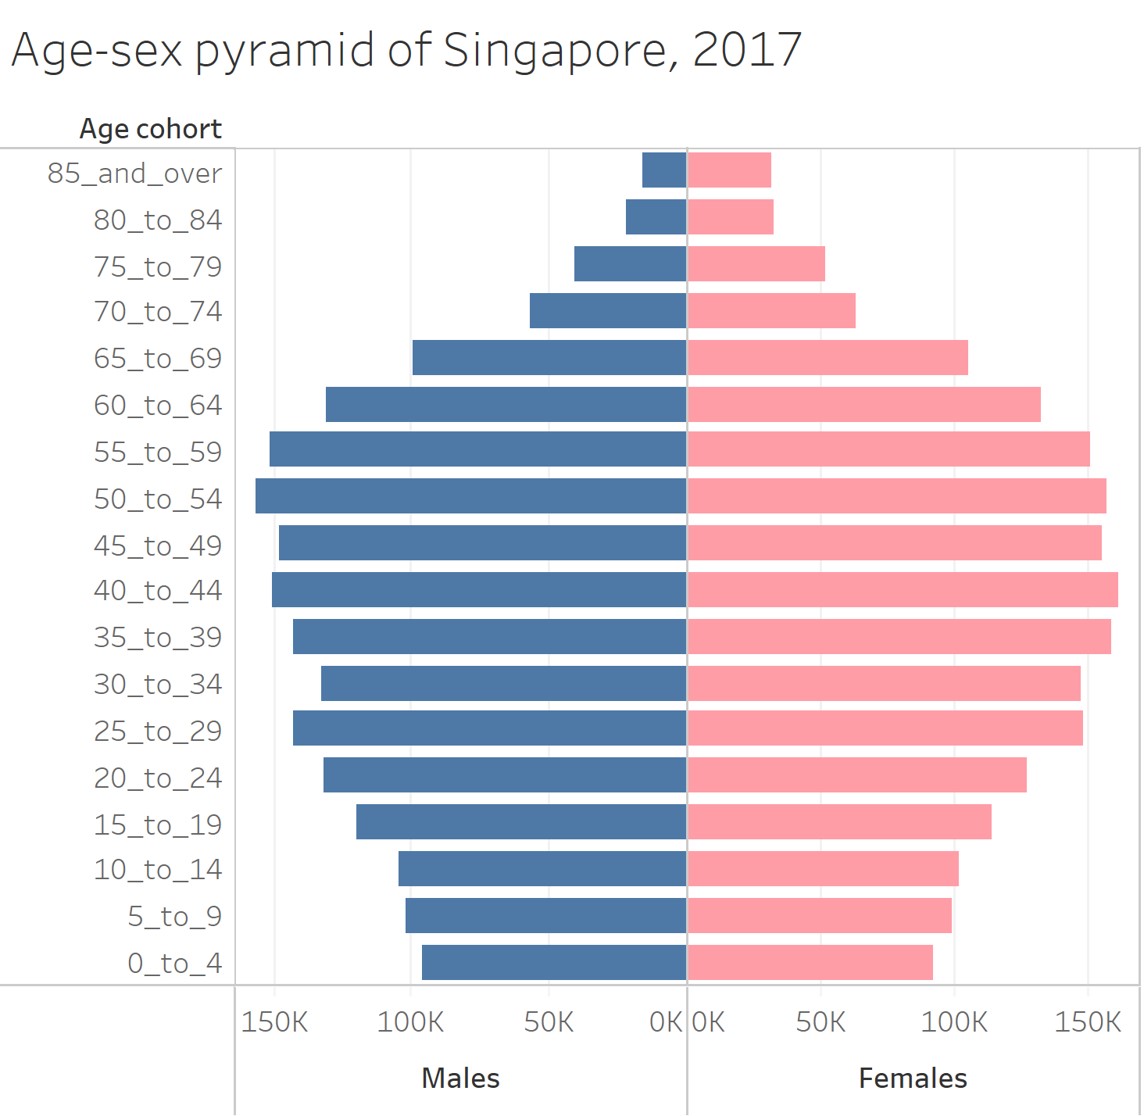 Age-sex pyramid of Singapore, 2017
Age cohort
85_and_over
80_to_84
75_to_79
70_to_74
65_to_69
60_to_64
55_to_59
50_to_54
45_to_49
40_to_44
35_to_39
30_to_34
25_to_29
20_to_24
15_to_19
10_to_14
5_to_9
0_to_4
150K 100K 50K 0K 0K 50K 100K 150K
Males Females